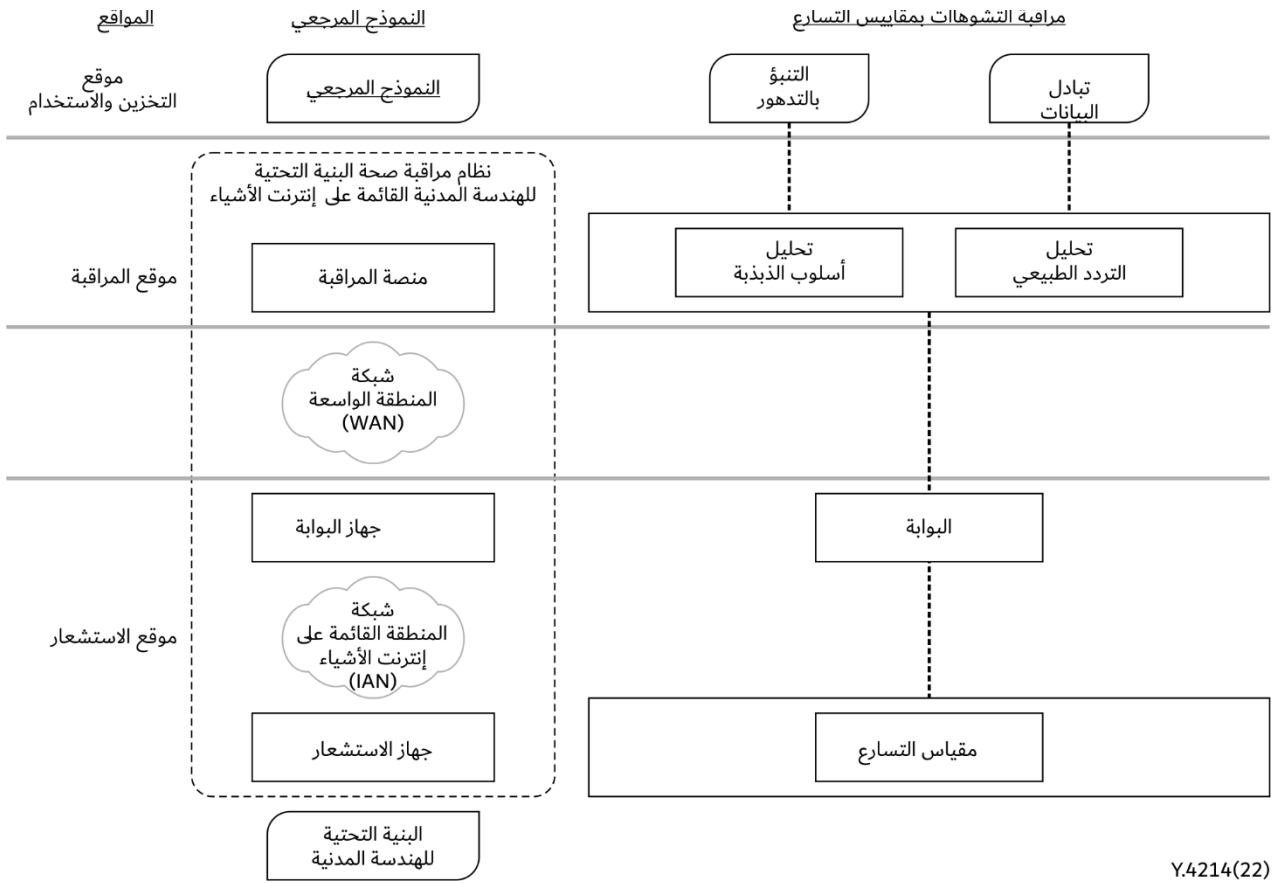 المواقع
النموذج المرجعي
مراقبة التشوهاات بمقاييس التسارع
موقع
التخزين والاستخدام
النموذج المرجعي
التنبؤ
بالتدهور
تبادل
البيانات
نظام مراقبة صحة البنية التحتية
للهندسة المدنية القائمة على إنترنت الأشياء
موقع المراقبة
منصة المراقبة
تحليل
أسلوب الذبذبة
تحليل
التردد الطبيعي
شبكة
المنطقة الواسعة
(WAN)
موقع الاستشعار
جهاز البوابة
البوابة
شبكة
المنطقة القائمة على
إنترنت الأشياء
(IAN)
جهاز الاستشعار
مقياس التسارع
البنية التحتية
للهندسة المدنية
Y.4214(22)